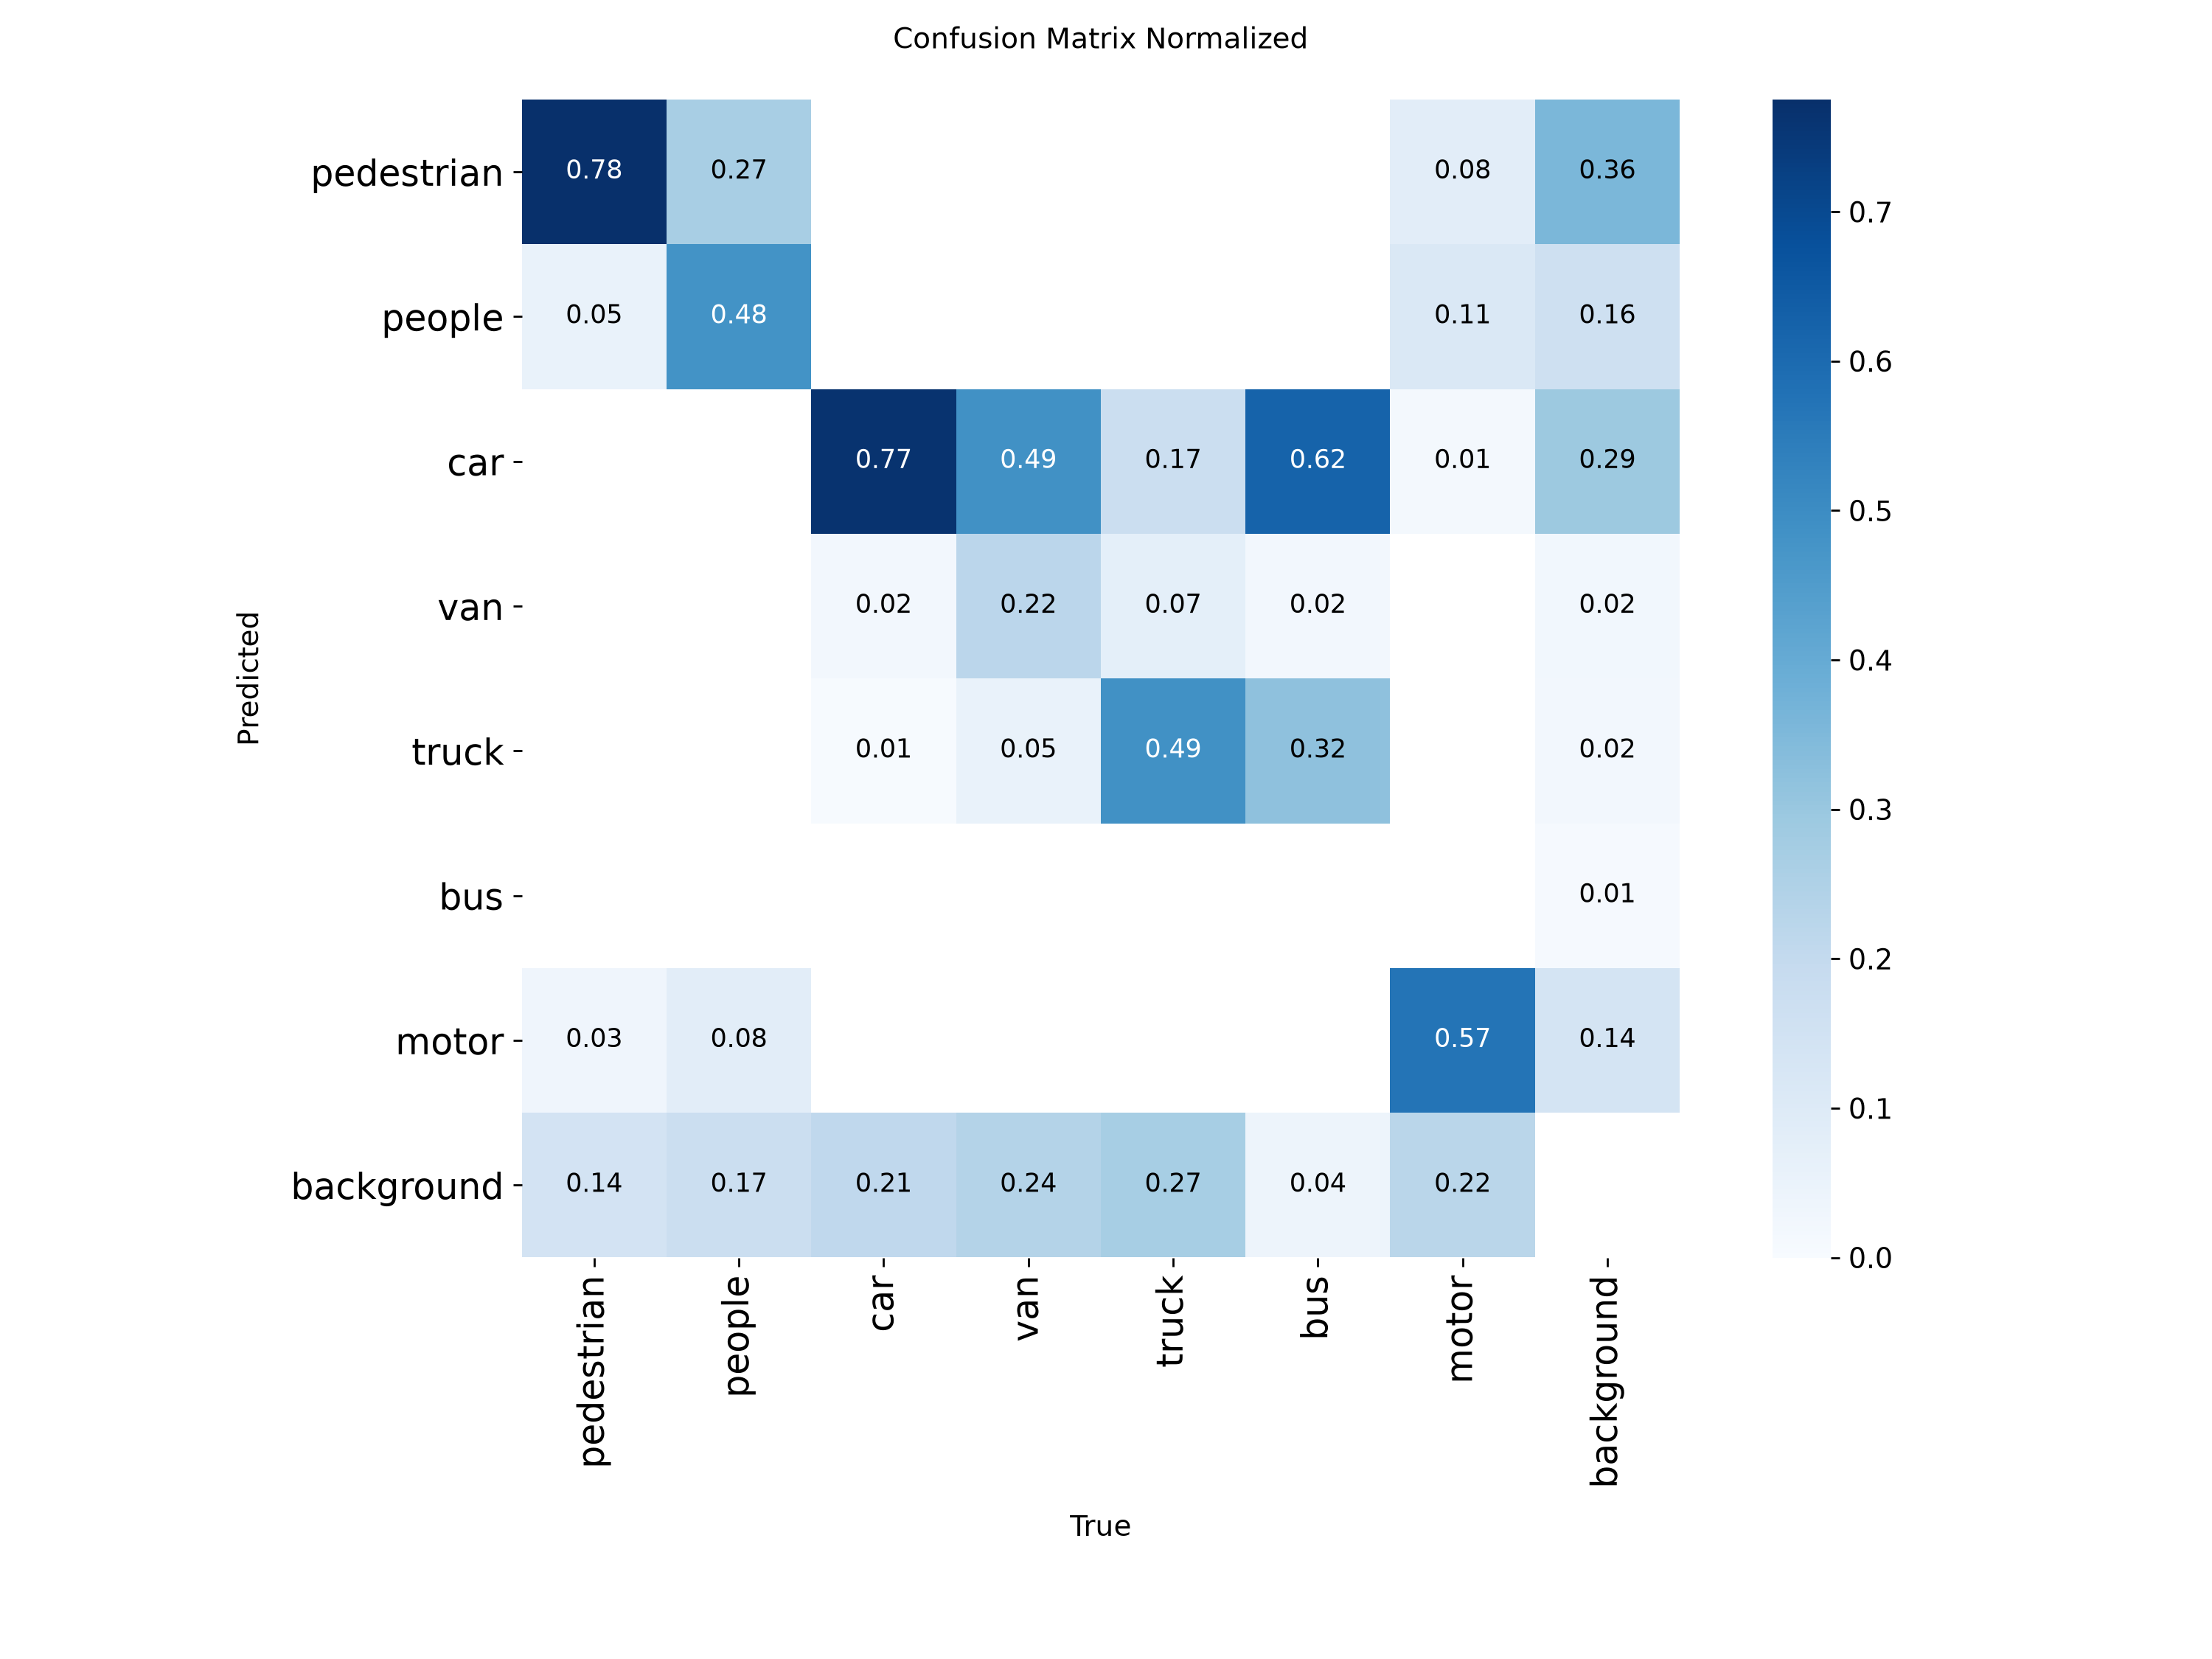 Confusion Matrix Normalized
pedestrian 0.78 0.27 0.08 0.36
people 0.05 0.48 0.11 0.16
car 0.77 0.49 0.17 0.62 0.01 0.29
van 0.02 0.22 0.07 0.02 0.02
truck 0.01 0.05 0.49 0.32 0.02
bus 0.01
motor 0.03 0.08 0.57 0.14
background 0.14 0.17 0.21 0.24 0.27 0.04 0.22
Predicted
pedestrian
people
car
van
truck
bus
motor
background
True
0.7
0.6
0.5
0.4
0.3
0.2
0.1
0.0